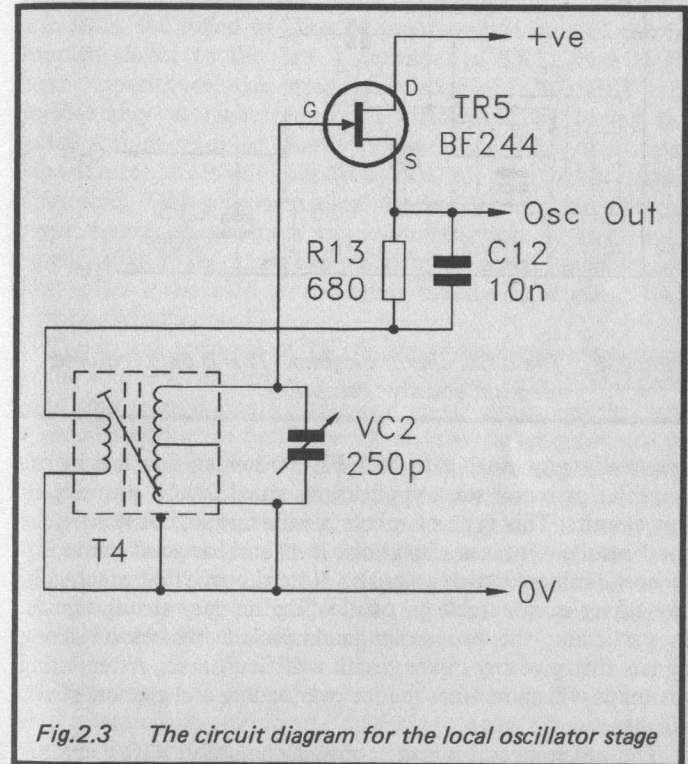 +ve
D
G
TR5
BF244
S
Osc Out
R13
680
C12
10n
VC2
250p
T4
0V
Fig.2.3 The circuit diagram for the local oscillator stage